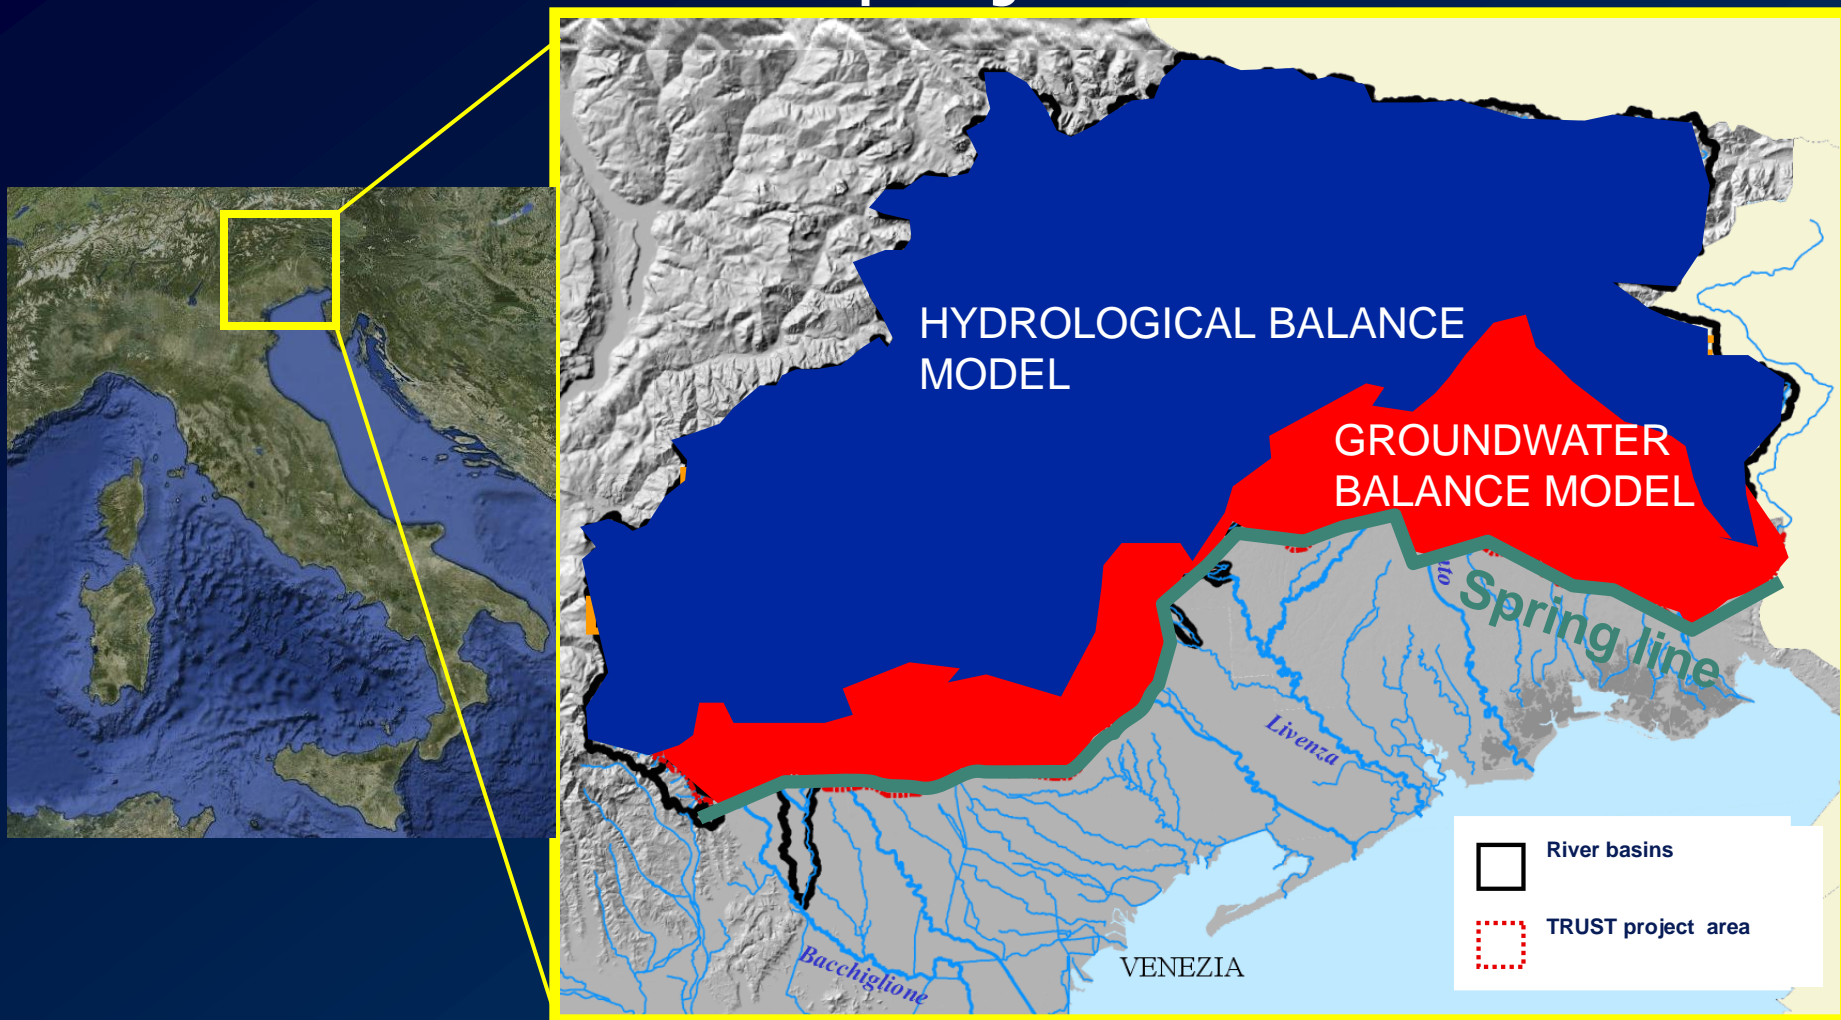 HYDROLOGICAL BALANCE
MODEL
GROUNDWATER
BALANCE MODEL
Spring line
Livenza
River basins
TRUST project area
VENEZIA
Bacchiglione